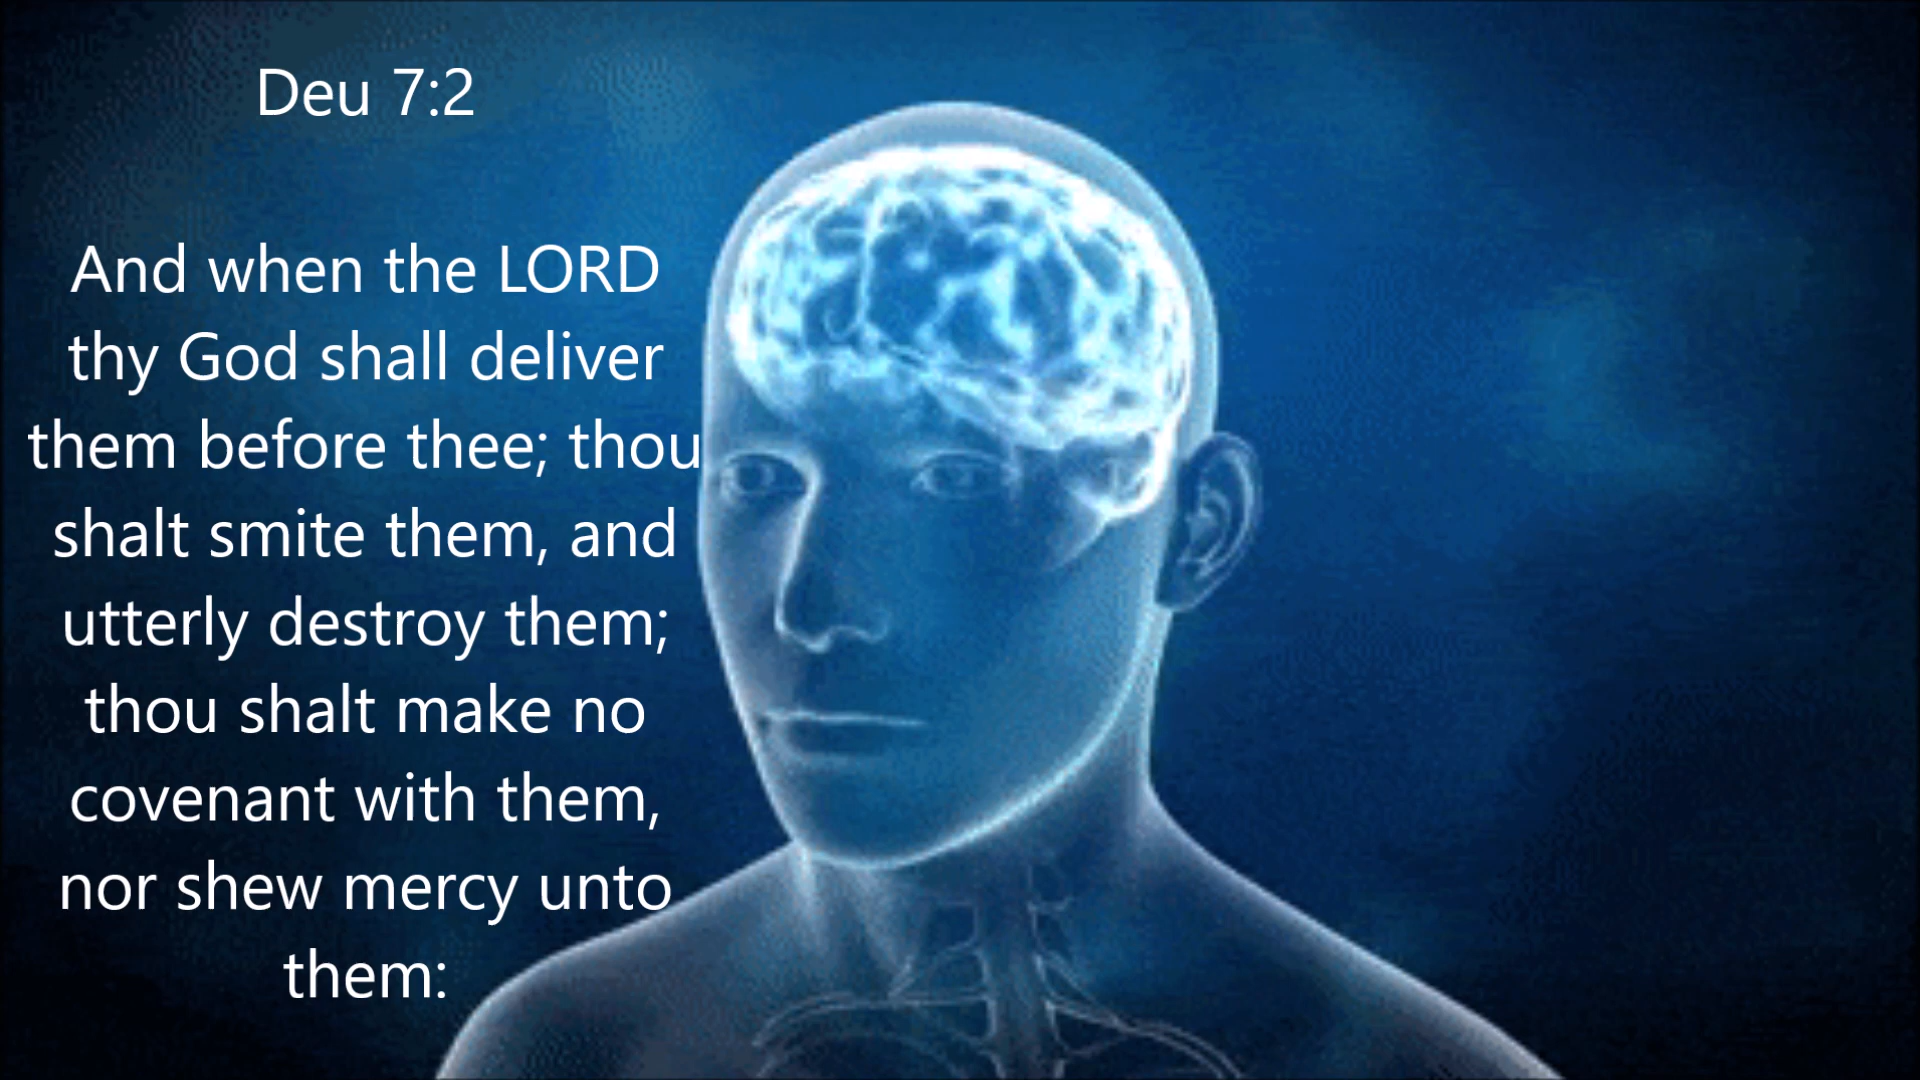 Deu 7:2
And when the LORD
thy God shall deliver
them before thee; thou
shalt smite them, and
utterly destroy them;
thou shalt make no
covenant with them,
nor shew mercy unto
them: